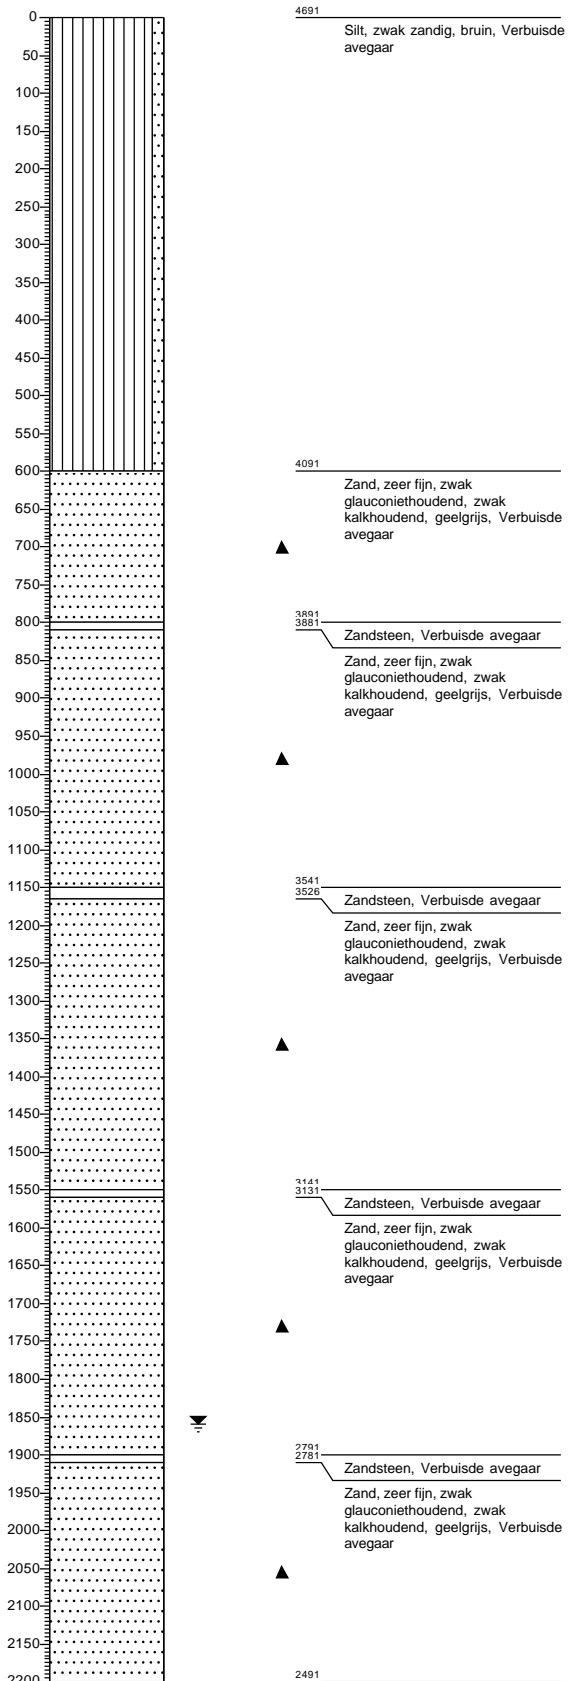 0
50
100
150
200
250
300
350
400
450
500
550
600
650
700
750
800
850
900
950
1000
1050
1100
1150
1200
1250
1300
1350
1400
1450
1500
1550
1600
1650
1700
1750
1800
1850
1900
1950
2000
2050
2100
2150
2200
4691
Silt, zwak zandig, bruin, Verbuisde
avegaar
4091
Zand, zeer fijn, zwak
glauconiethoudend, zwak
kalkhoudend, geelgrijs, Verbuisde
avegaar
3891
3881
Zandsteen, Verbuisde avegaar
Zand, zeer fijn, zwak
glauconiethoudend, zwak
kalkhoudend, geelgrijs, Verbuisde
avegaar
3541
3526
Zandsteen, Verbuisde avegaar
Zand, zeer fijn, zwak
glauconiethoudend, zwak
kalkhoudend, geelgrijs, Verbuisde
avegaar
3141
3131
Zandsteen, Verbuisde avegaar
Zand, zeer fijn, zwak
glauconiethoudend, zwak
kalkhoudend, geelgrijs, Verbuisde
avegaar
2791
2781
Zandsteen, Verbuisde avegaar
Zand, zeer fijn, zwak
glauconiethoudend, zwak
kalkhoudend, geelgrijs, Verbuisde
avegaar
2491